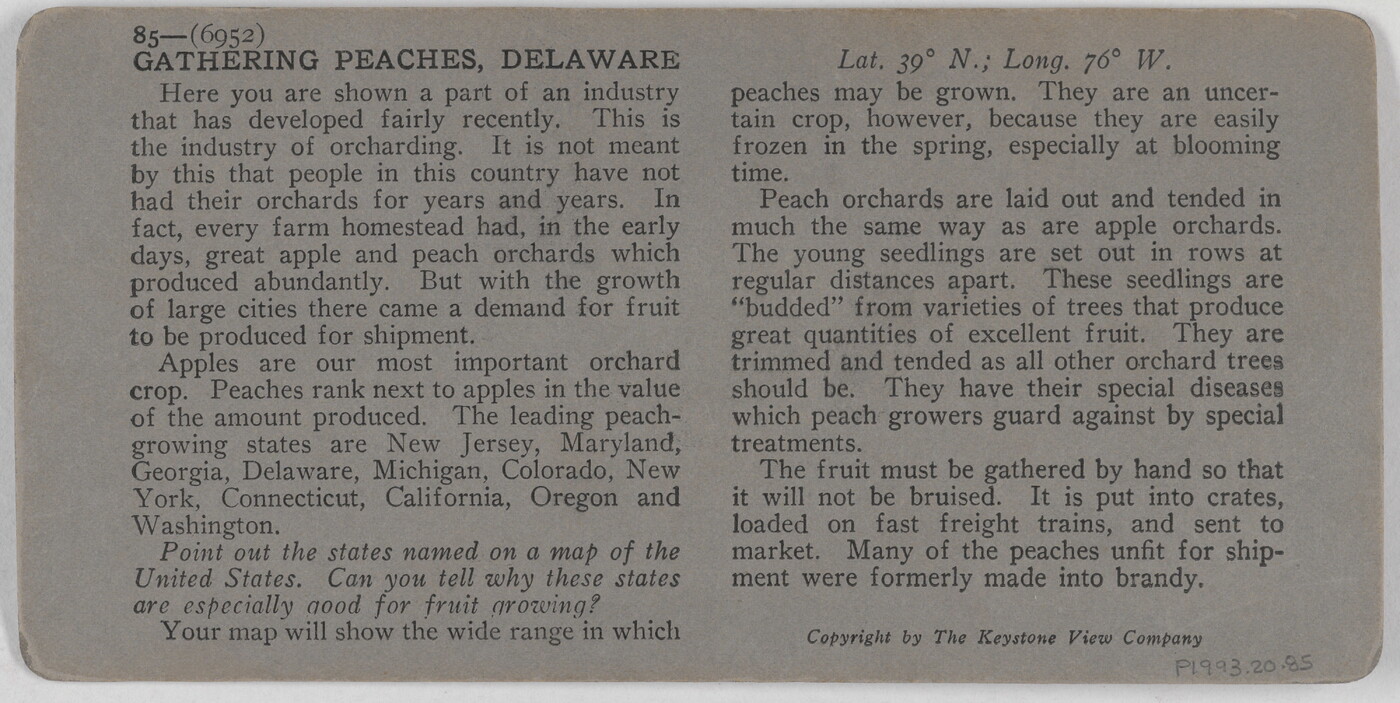 85—(6952)
GATHERING PEACHES, DELAWARE
Here you are shown a part of an industry
that has developed fairly recently. This is
the industry of orcharding. It is not meant
by this that people in this country have not
had their orchards for years and years. In
fact, every farm homestead had, in the early
days, great apple and peach orchards which
produced abundantly. But with the growth
of large cities there came a demand for fruit
to be produced for shipment.
Apples are our most important orchard
crop. Peaches rank next to apples in the value
of the amount produced. The leading peach-
growing states are New Jersey, Maryland,
Georgia, Delaware, Michigan, Colorado, New
York, Connecticut, California, Oregon and
Washington.
Point out the states named on a map of the
United States. Can you tell why these states
are especially good for fruit growing?
Your map will show the wide range in which
Lat. 39° N.; Long. 76° W.
peaches may be grown. They are an uncer-
tain crop, however, because they are easily
frozen in the spring, especially at blooming
time.
Peach orchards are laid out and tended in
much the same way as are apple orchards.
The young seedlings are set out in rows at
regular distances apart. These seedlings are
“budded” from varieties of trees that produce
great quantities of excellent fruit. They are
trimmed and tended as all other orchard trees
should be. They have their special diseases
which peach growers guard against by special
treatments.
The fruit must be gathered by hand so that
it will not be bruised. It is put into crates,
loaded on fast freight trains, and sent to
market. Many of the peaches unfit for ship-
ment were formerly made into brandy.
Copyright by The Keystone View Company
P1993.20.85